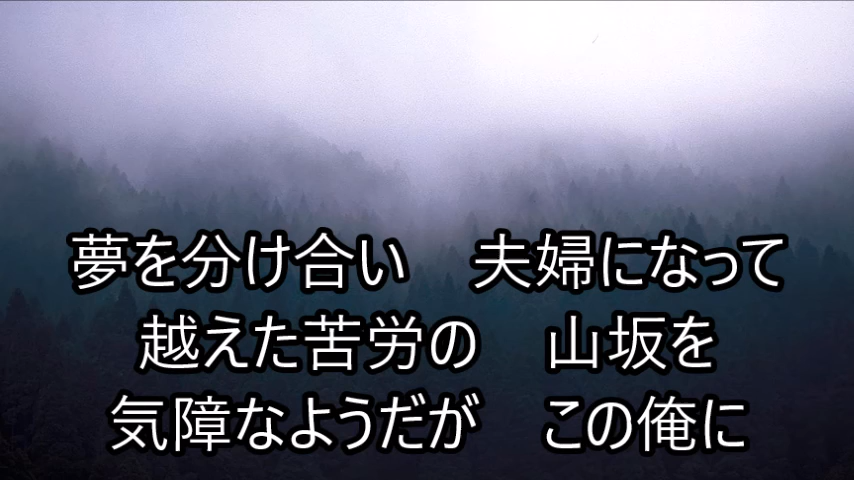 夢を分け合い　夫婦になって
越えた苦労の　山坂を
気障なようだが　この俺に